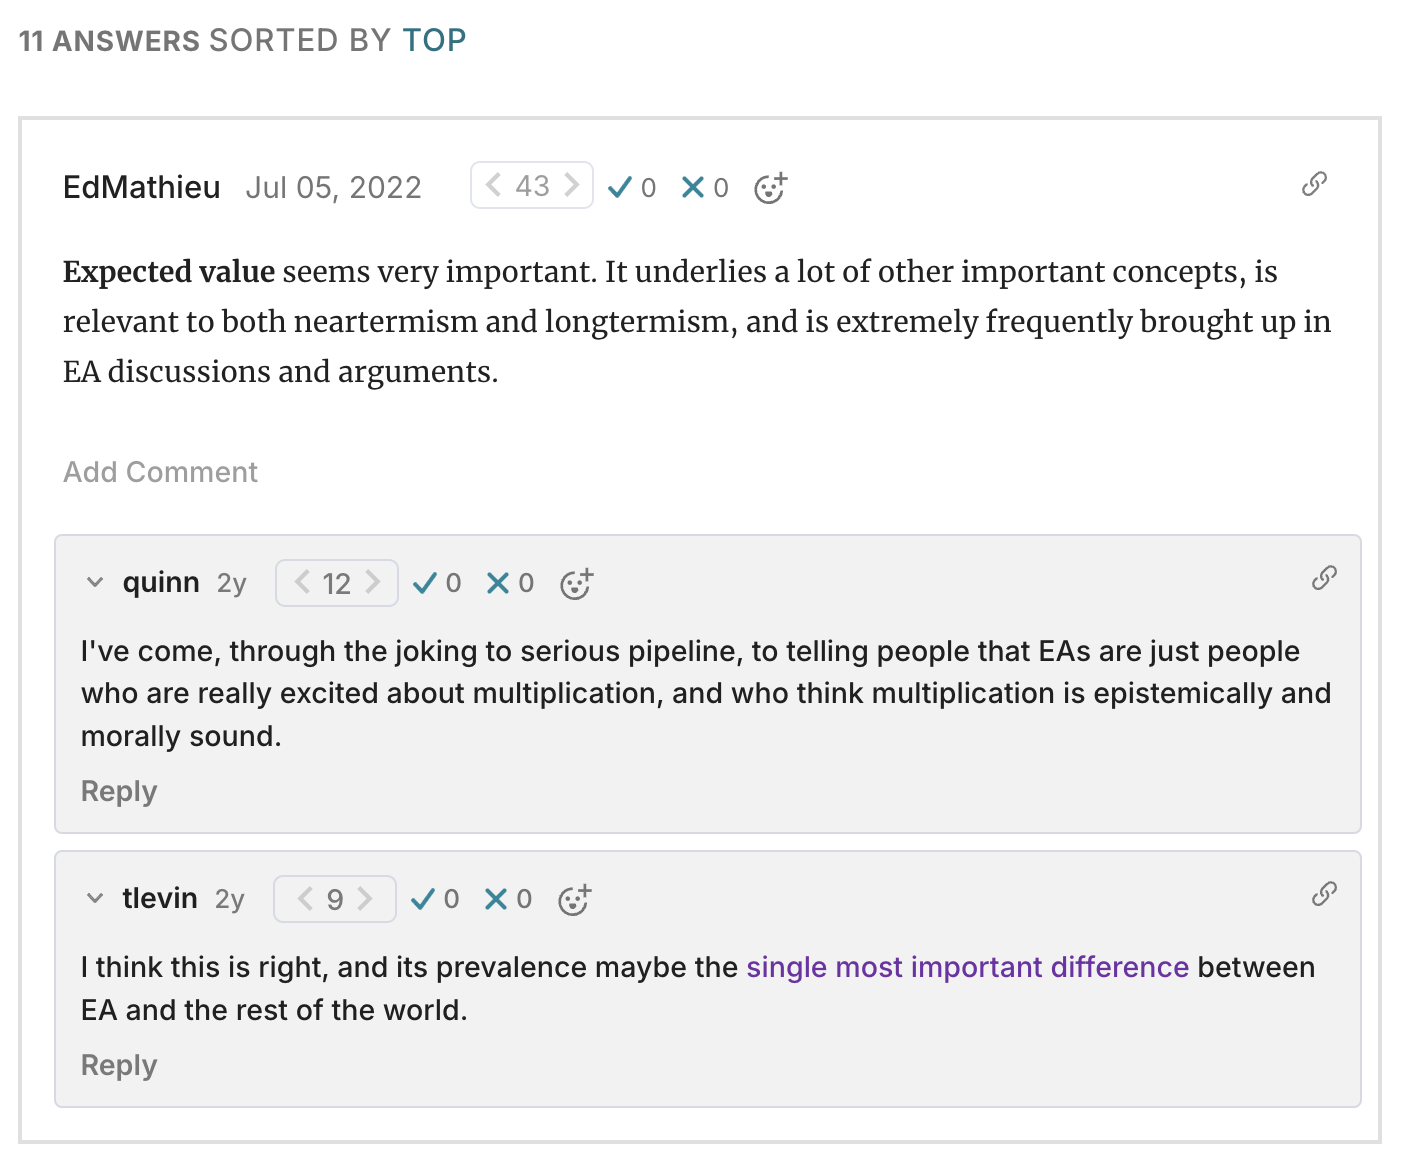 11 ANSWERS SORTED BY TOP
EdMathieu Jul 05, 2022 43 0 0
Expected value seems very important. It underlies a lot of other important concepts, is
relevant to both neartermism and longtermism, and is extremely frequently brought up in
EA discussions and arguments.
Add Comment
quinn 2y 12 0 0
I've come, through the joking to serious pipeline, to telling people that EAs are just people
who are really excited about multiplication, and who think multiplication is epistemically and
morally sound.
Reply
tlevin 2y 9 0 0
I think this is right, and its prevalence maybe the single most important difference between
EA and the rest of the world.
Reply